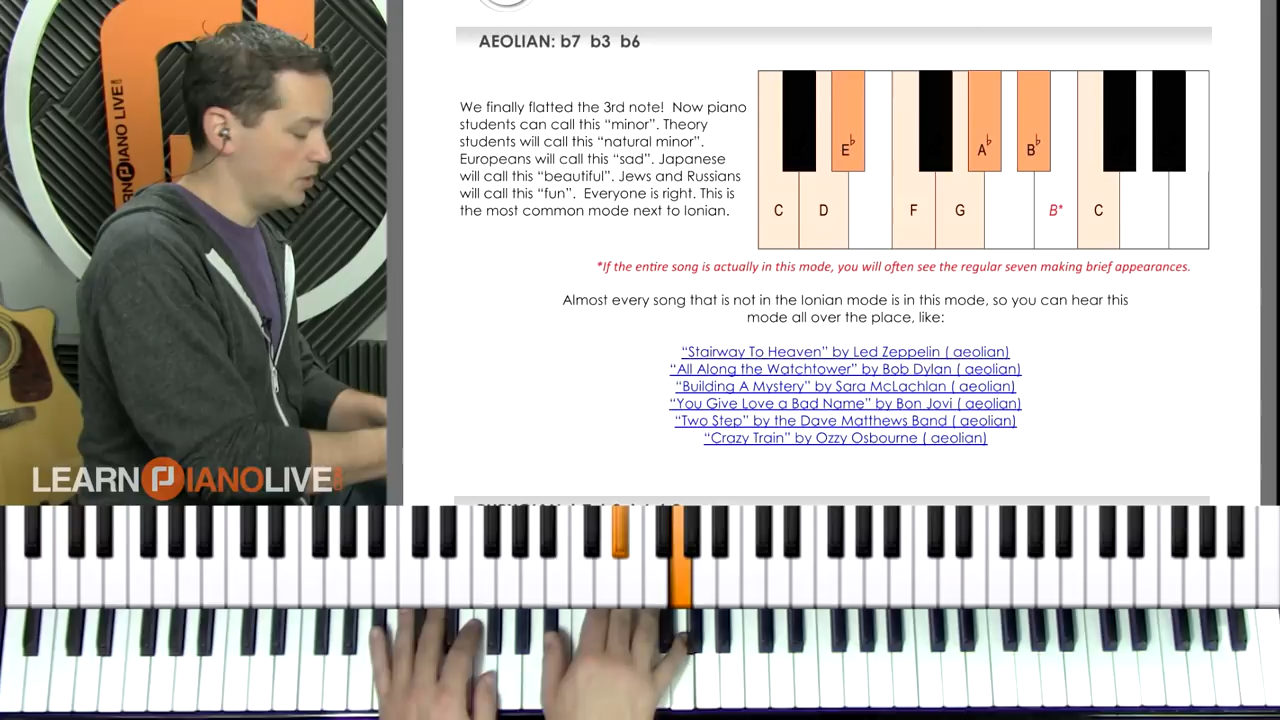 AEOLIAN: b7 b3 b6
We finally flatted the 3rd note! Now piano
students can call this “minor”. Theory
students will call this “natural minor”.
Europeans will call this “sad”. Japanese
will call this “beautiful”. Jews and Russians
will call this “fun”. Everyone is right. This is
the most common mode next to Ionian.
E♭ A♭ B♭
C D F G B* C
*If the entire song is actually in this mode, you will often see the regular seven making brief appearances.
Almost every song that is not in the Ionian mode is in this mode, so you can hear this
mode all over the place, like:
“Stairway To Heaven” by Led Zeppelin ( aeolian)
“All Along the Watchtower” by Bob Dylan ( aeolian)
“Building A Mystery” by Sara McLachlan ( aeolian)
“You Give Love a Bad Name” by Bon Jovi ( aeolian)
“Two Step” by the Dave Matthews Band ( aeolian)
“Crazy Train” by Ozzy Osbourne ( aeolian)
LEARN PIANO LIVE
LEARNPIANOLIVE